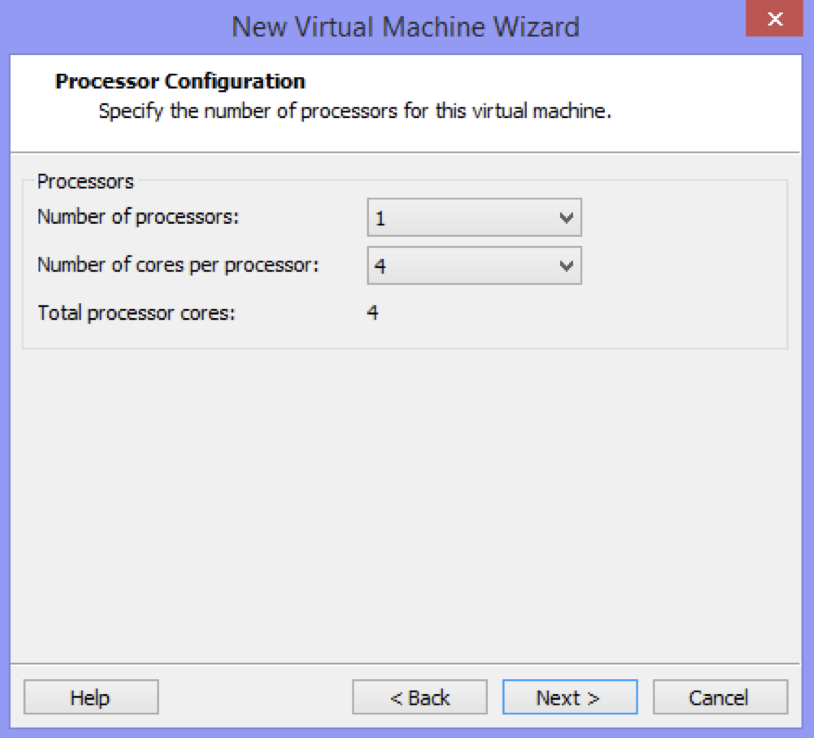 New Virtual Machine Wizard
Processor Configuration
Specify the number of processors for this virtual machine.
Processors
Number of processors: 1
Number of cores per processor: 4
Total processor cores: 4
Help < Back Next > Cancel